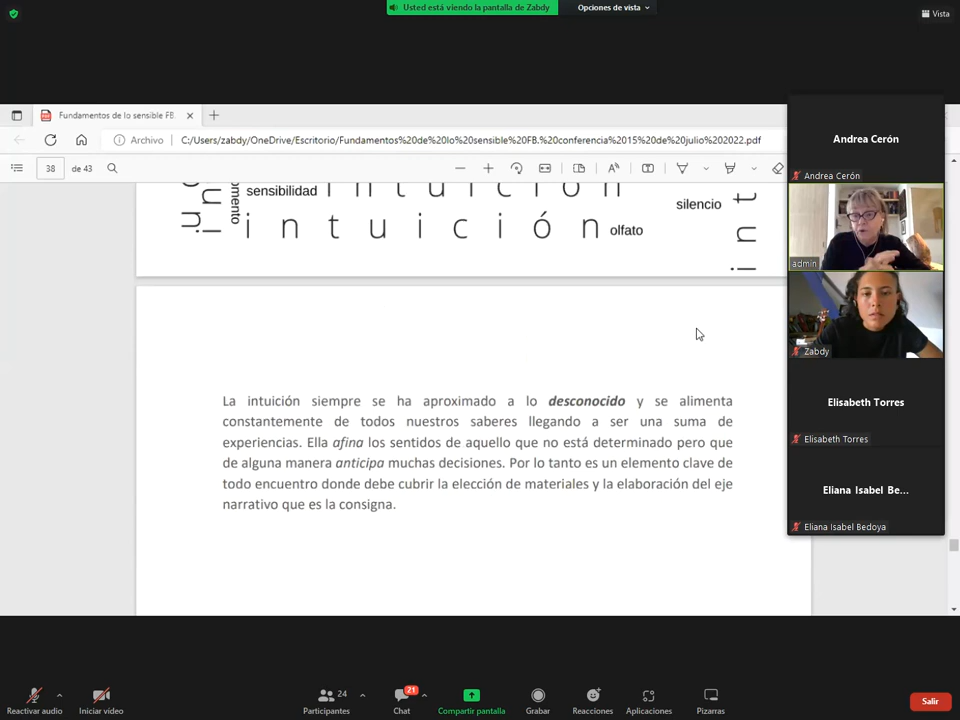 Usted está viendo la pantalla de Zabdy
Opciones de vista
Vista
Fundamentos de lo sensible FB.
Archivo
C:/Users/zabdy/OneDrive/Escritorio/Fundamentos%20de%20lo%20sensible%20FB.%20conferencia%2015%20de%20julio%202022.pdf
38
de 43
sensibilidad
intuición
omento
silencio
intuición
olfato
La intuición siempre se ha aproximado a lo desconocido y se alimenta
constantemente de todos nuestros saberes llegando a ser una suma de
experiencias. Ella afina los sentidos de aquello que no está determinado pero que
de alguna manera anticipa muchas decisiones. Por lo tanto es un elemento clave de
todo encuentro donde debe cubrir la elección de materiales y la elaboración del eje
narrativo que es la consigna.
Andrea Cerón
Andrea Cerón
admin
Zabdy
Elisabeth Torres
Elisabeth Torres
Eliana Isabel Be...
Eliana Isabel Bedoya
Reactivar audio
Iniciar video
24
Participantes
21
Chat
Compartir pantalla
Grabar
Reacciones
Aplicaciones
Pizarras
Salir